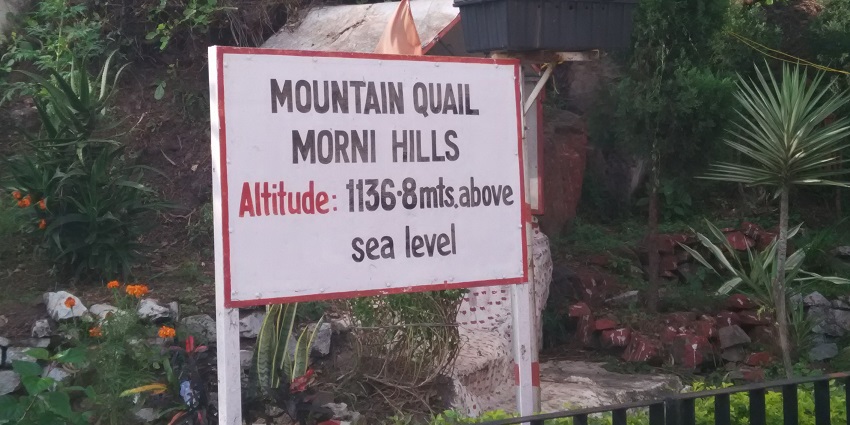 MOUNTAIN QUAIL
MORNI HILLS
Altitude: 1136.8 mts. above
sea level